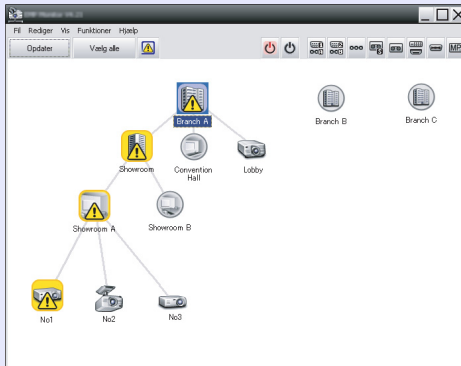 Fil Rediger Vis Funktioner Hjælp
Opdater Vælg alle
Branch A
Branch B
Branch C
Showroom
Convention
Hall
Lobby
Showroom A
Showroom B
No1
No2
No3